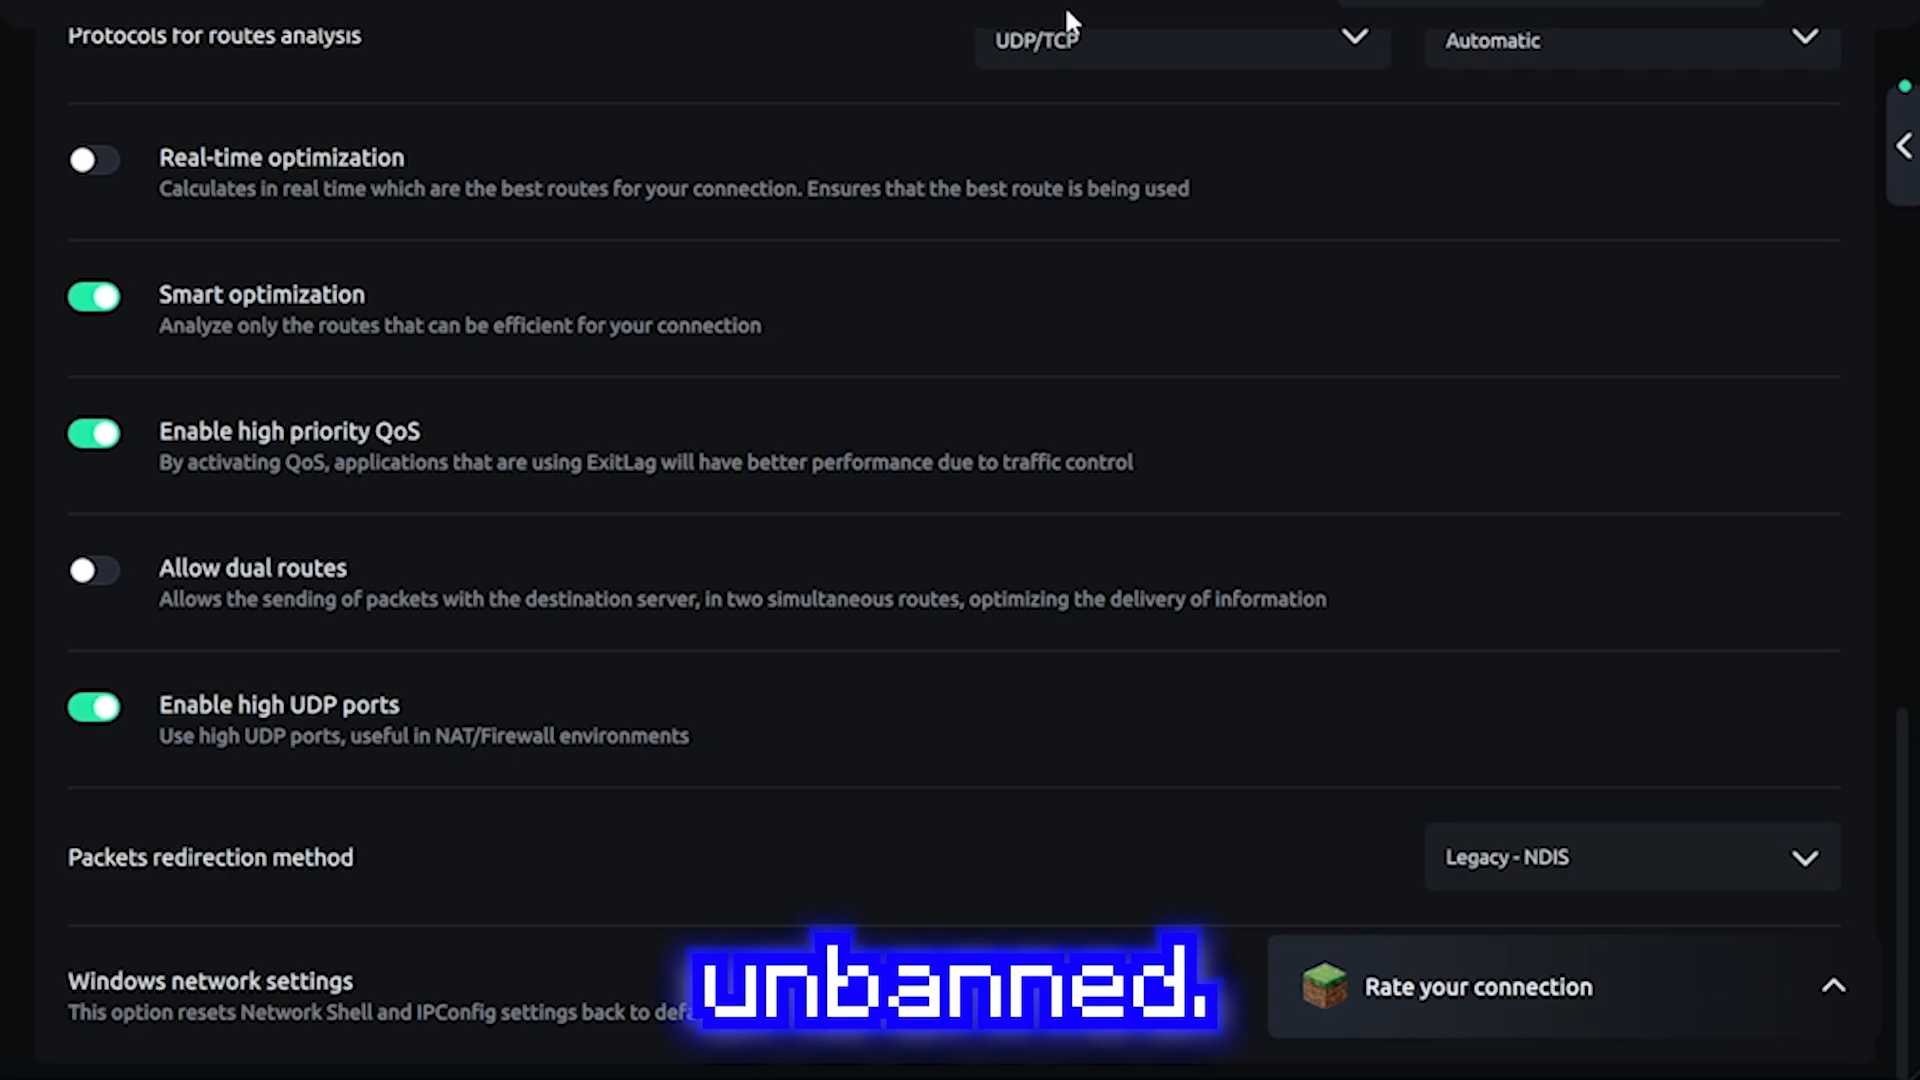 Protocols for routes analysis
UDP/TCP
Automatic
Real-time optimization
Calculates in real time which are the best routes for your connection. Ensures that the best route is being used
Smart optimization
Analyze only the routes that can be efficient for your connection
Enable high priority QoS
By activating QoS, applications that are using ExitLag will have better performance due to traffic control
Allow dual routes
Allows the sending of packets with the destination server, in two simultaneous routes, optimizing the delivery of information
Enable high UDP ports
Use high UDP ports, useful in NAT/Firewall environments
Packets redirection method
Legacy - NDIS
Windows network settings
This option resets Network Shell and IPConfig settings back to
unbanned.
Rate your connection